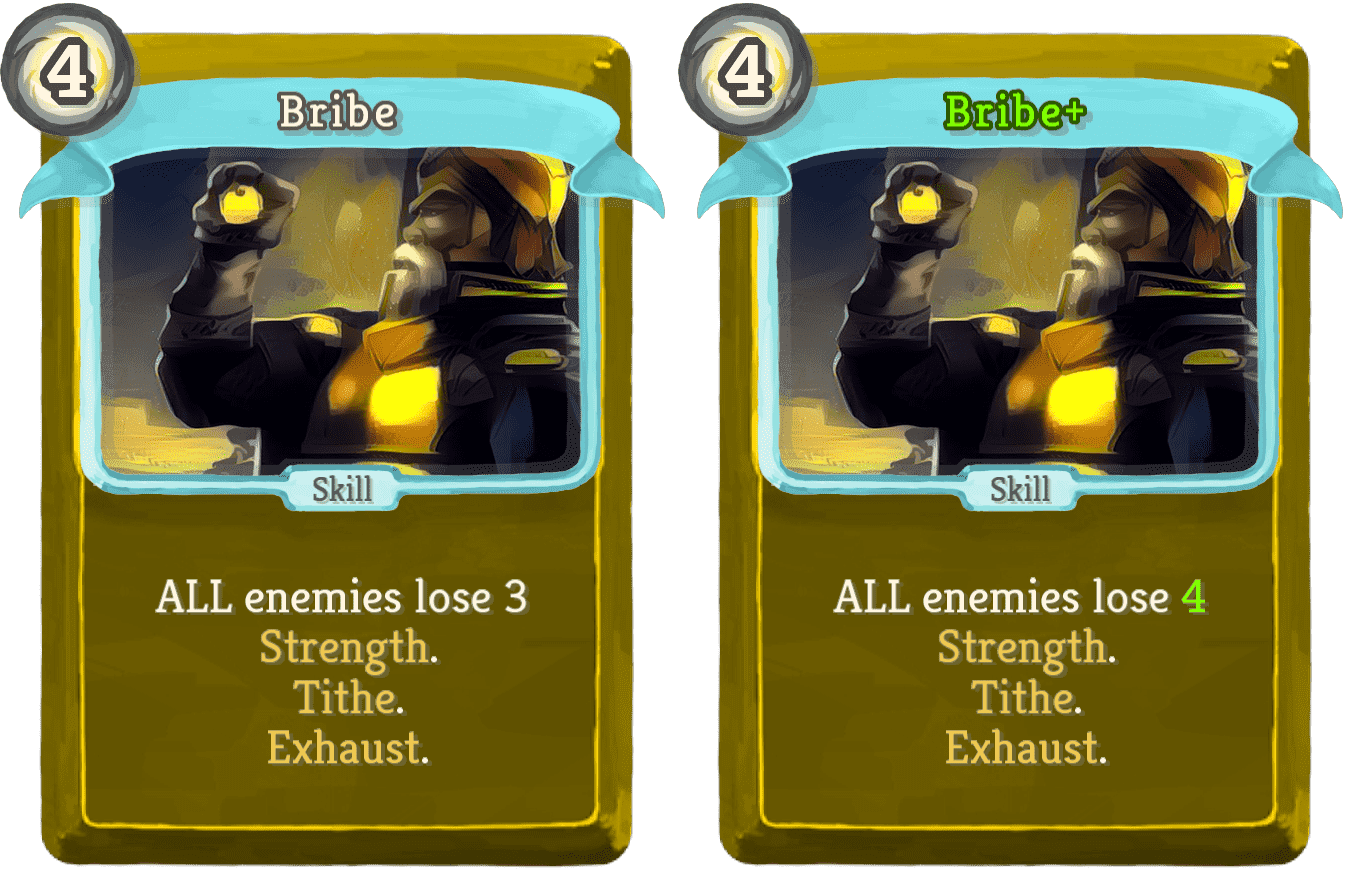 4
Bribe
Skill
ALL enemies lose 3
Strength.
Tithe.
Exhaust.
4
Bribe+
Skill
ALL enemies lose 4
Strength.
Tithe.
Exhaust.